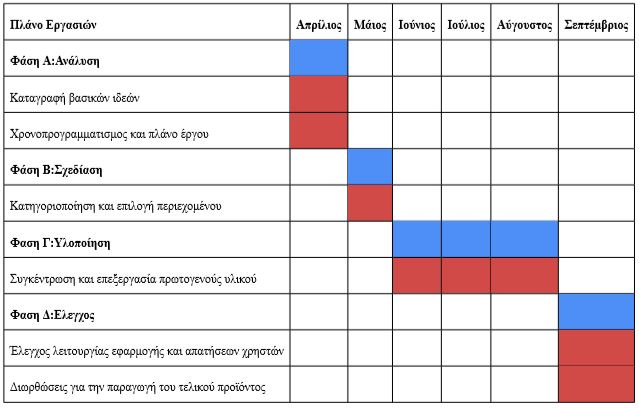 Πλάνο Εργασιών Απρίλιος Μάιος Ιούνιος Ιούλιος Αύγουστος Σεπτέμβριος
Φάση Α:Ανάλυση
Καταγραφή βασικών ιδεών
Χρονοπρογραμματισμος και πλάνο έργου
Φάση Β:Σχεδίαση
Κατηγοριοποίηση και επιλογή περιεχομένου
Φαση Γ:Υλοποίηση
Συγκέντρωση και επεξεργασία πρωτογενούς υλικού
Φαση Δ:Ελεγχος
Έλεγχος λειτουργίας εφαρμογής και απατήσεων χρηστών
Διωρθώσεις για την παραγωγή του τελικού προϊόντος